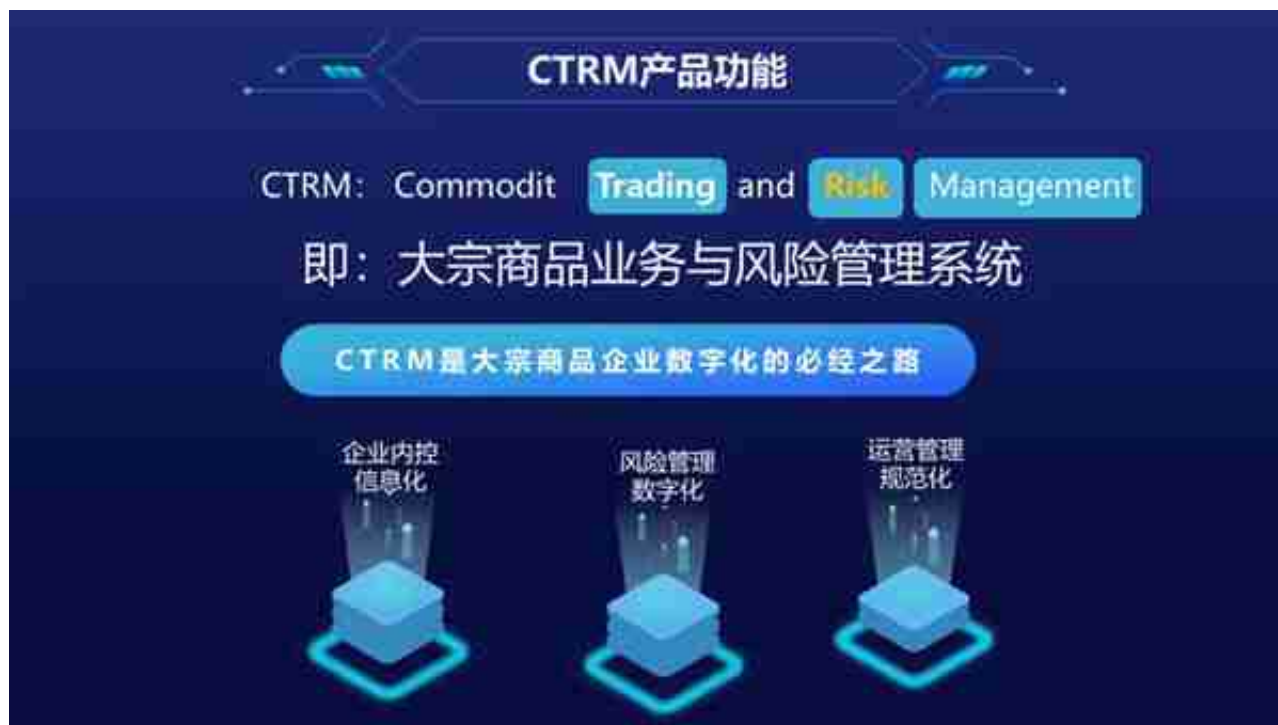 CTRM产品功能
CTRM: Commodit Trading and Risk Management
即：大宗商品业务与风险管理系统
CTRM是大宗商品企业数字化的必经之路
企业内控
信息化
风险管理
数字化
运营管理
规范化